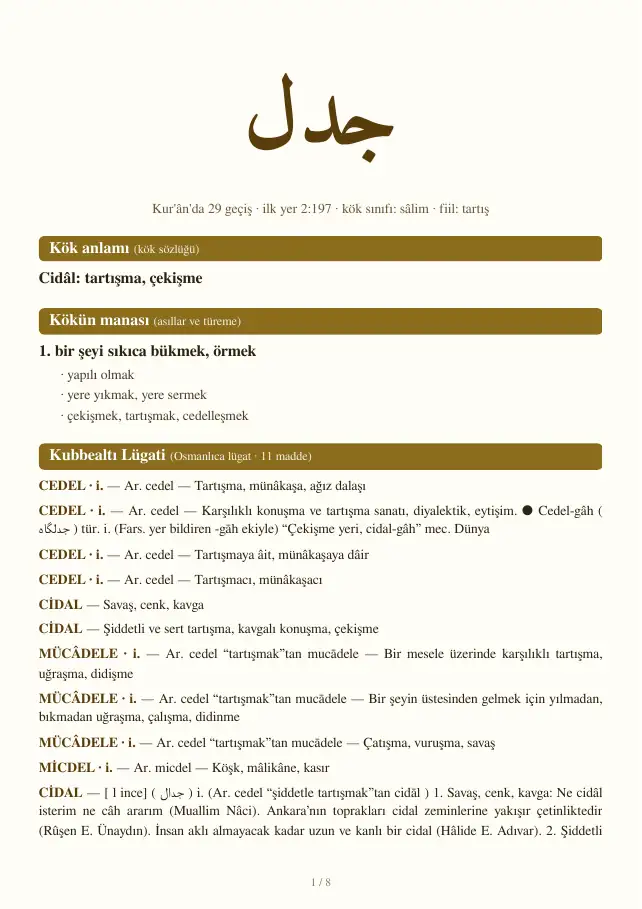 جدل
Kur'ân'da 29 geçiş · ilk yer 2:197 · kök sınıfı: sâlim · fiil: tartış
Kök anlamı (kök sözlüğü)
Cidâl: tartışma, çekişme
Kökün manası (asıllar ve türeme)
1. bir şeyi sıkıca bükmek, örmek
· yapılı olmak
· yere yıkmak, yere sermek
· çekişmek, tartışmak, cedelleşmek
Kubbealtı Lügati (Osmanlıca lügat · 11 madde)
CEDEL · i. — Ar. cedel — Tartışma, münâkaşa, ağız dalaşı
CEDEL · i. — Ar. cedel — Karşılıklı konuşma ve tartışma sanatı, diyalektik, eytişim. ● Cedel-gâh (
جدلگاه ) tür. i. (Fars. yer bildiren -gāh ekiyle) “Çekişme yeri, cidal-gâh” mec. Dünya
CEDEL · i. — Ar. cedel — Tartışmaya âit, münâkaşaya dâir
CEDEL · i. — Ar. cedel — Tartışmacı, münâkaşacı
CİDAL — Savaş, cenk, kavga
CİDAL — Şiddetli ve sert tartışma, kavgalı konuşma, çekişme
MÜCÂDELE · i. — Ar. cedel “tartışmak”tan mucādele — Bir mesele üzerinde karşılıklı tartışma,
uğraşma, didişme
MÜCÂDELE · i. — Ar. cedel “tartışmak”tan mucādele — Bir şeyin üstesinden gelmek için yılmadan,
bıkmadan uğraşma, çalışma, didinme
MÜCÂDELE · i. — Ar. cedel “tartışmak”tan mucādele — Çatışma, vuruşma, savaş
MİCDEL · i. — Ar. micdel — Köşk, mâlikâne, kasır
CİDAL — [ l ince] ( جدال ) i. (Ar. cedel “şiddetle tartışmak”tan cidāl ) 1. Savaş, cenk, kavga: Ne cidâl
isterim ne câh ararım (Muallim Nâci). Ankara’nın toprakları cidal zeminlerine yakışır çetinliktedir
(Rûşen E. Ünaydın). İnsan aklı almayacak kadar uzun ve kanlı bir cidal (Hâlide E. Adıvar). 2. Şiddetli
1 / 8